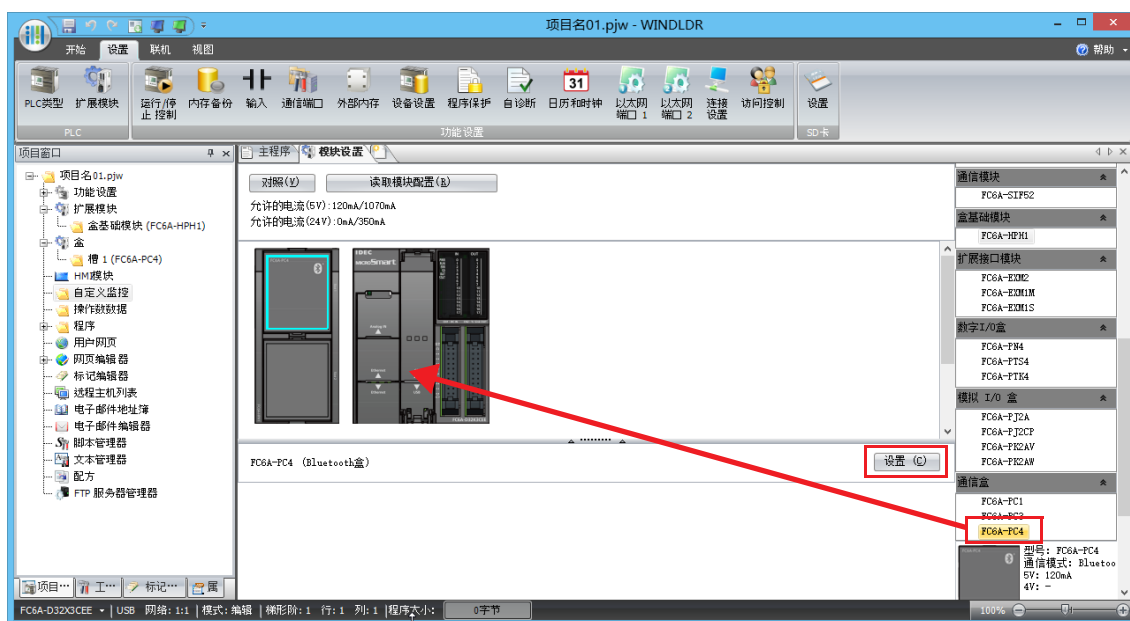 项目名01.pjw - WINDLDR
开始 设置 联机 视图
帮助
PLC类型 扩展模块 运行/停止 控制 内存备份 输入 通信端口 外部内存 设备设置 程序保护 自诊断 日历和时钟 以太网端口 1 以太网端口 2 连接设置 访问控制 设置
31
PLC 功能设置 SD卡
项目窗口
主程序 模块设置
项目名01.pjw
功能设置
扩展模块
盒基础模块 (FC6A-HPH1)
盒
槽 1 (FC6A-PC4)
HMI模块
自定义监控
操作数数据
程序
用户网页
网页编辑器
标记编辑器
远程主机列表
电子邮件地址簿
电子邮件编辑器
脚本管理器
文本管理器
配方
FTP 服务器管理器
项目… 工… 标记… 属
对照(V) 读取模块配置(R)
允许的电流(5V):120mA/1070mA
允许的电流(24V):0mA/350mA
IDEC
MICROSmart
FC6A-PC4 (Bluetooth盒)
设置 (C)
通信模块
FC6A-SIF52
盒基础模块
FC6A-HPH1
扩展接口模块
FC6A-EXM2
FC6A-EXM1M
FC6A-EXM1S
数字I/O盒
FC6A-PN4
FC6A-PTS4
FC6A-PTK4
模拟 I/O 盒
FC6A-PJ2A
FC6A-PJ2CP
FC6A-PK2AV
FC6A-PK2AW
通信盒
FC6A-PC1
FC6A-PC3
FC6A-PC4
型号: FC6A-PC4
通信模式: Bluetoo
5V: 120mA
4V: -
FC6A-D32X3CEE USB 网络: 1:1 模式: 编辑 梯形阶: 1 行: 1 列: 1 程序大小: 0字节
100%